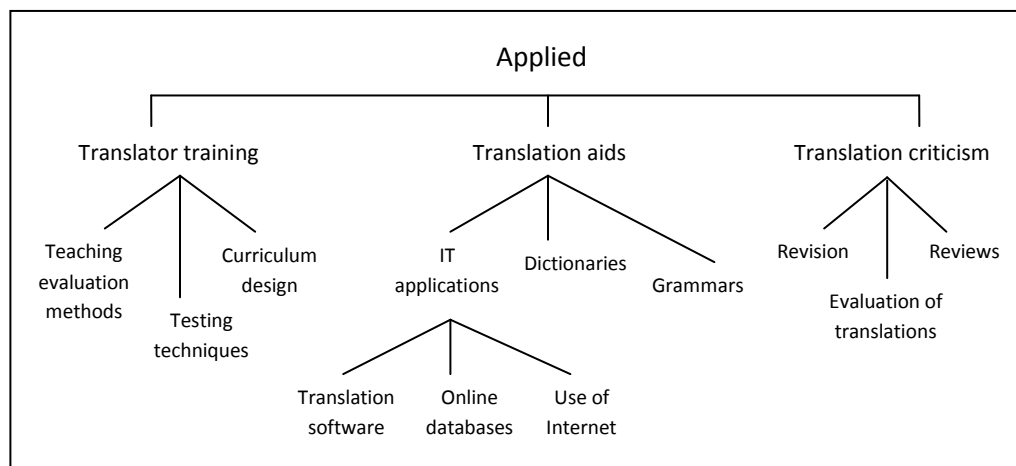 Applied
Translator training
Translation aids
Translation criticism
Teaching
evaluation
methods
Testing
techniques
Curriculum
design
IT
applications
Dictionaries
Grammars
Revision
Evaluation of
translations
Reviews
Translation
software
Online
databases
Use of
Internet